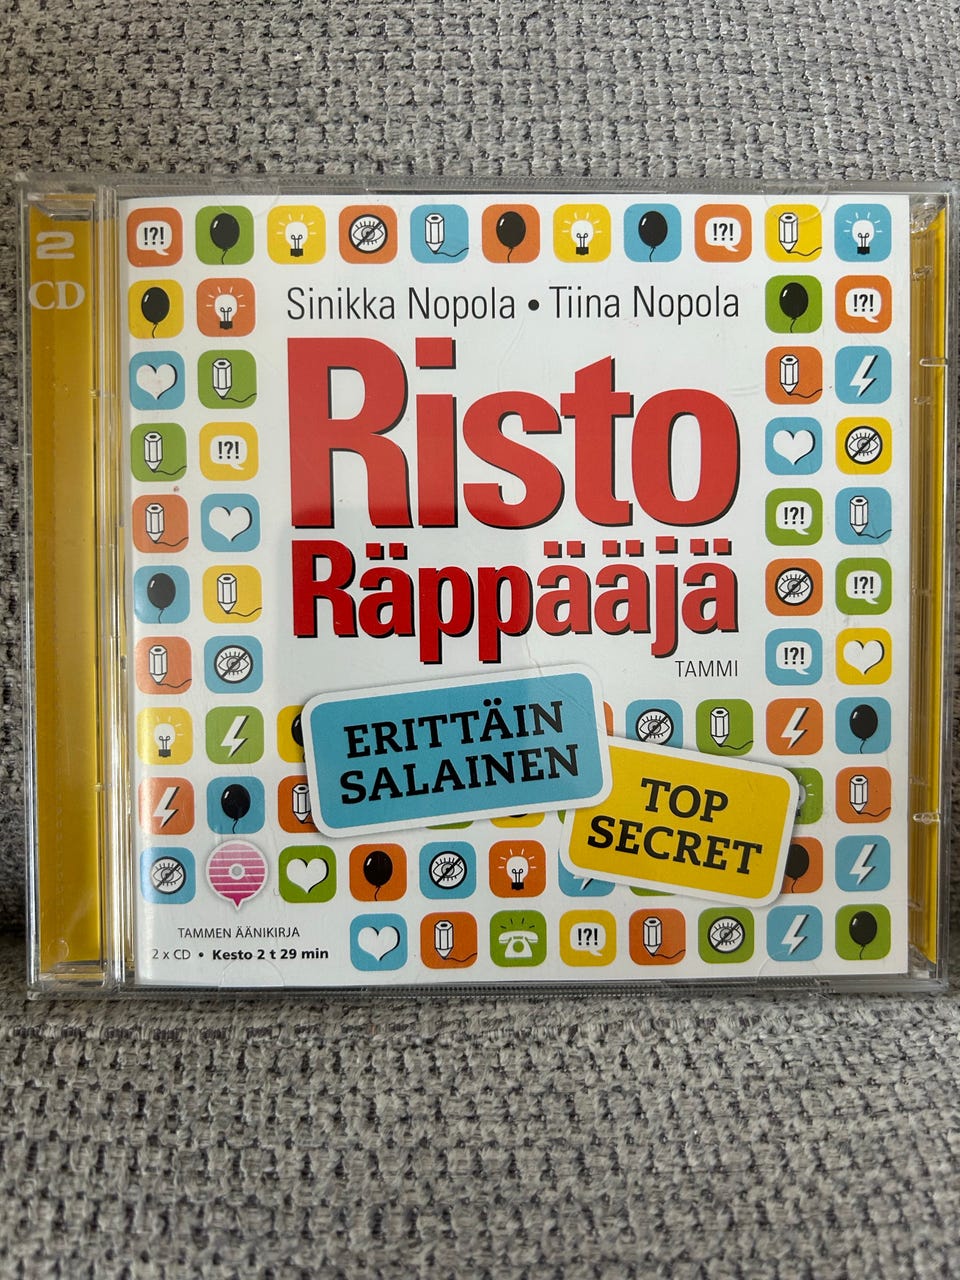 2
CD
!?!
!?!
Sinikka Nopola • Tiina Nopola
!?!
Risto
!?!
!?!
Räppääjä
!?!
!?!
TAMMI
ERITTÄIN
SALAINEN
TOP
SECRET
TAMMEN ÄÄNIKIRJA
2 x CD • Kesto 2 t 29 min
!?!